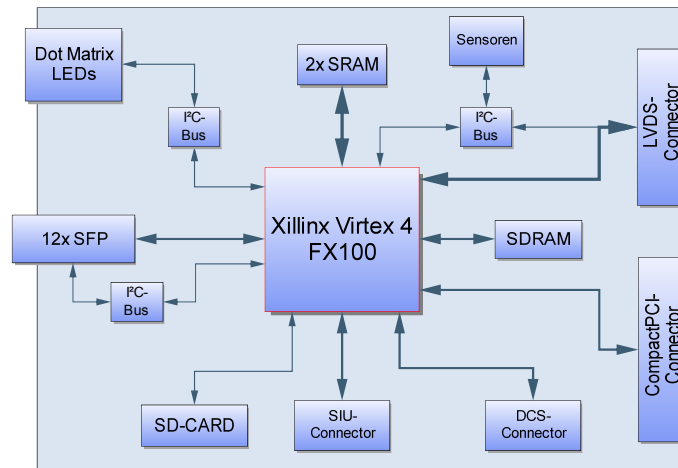 Dot Matrix
LEDs
2x SRAM
Sensoren
I²C-
Bus
I²C-
Bus
LVDS-
Connector
Xillinx Virtex 4
FX100
12x SFP
SDRAM
I²C-
Bus
CompactPCI-
Connector
SD-CARD
SIU-
Connector
DCS-
Connector